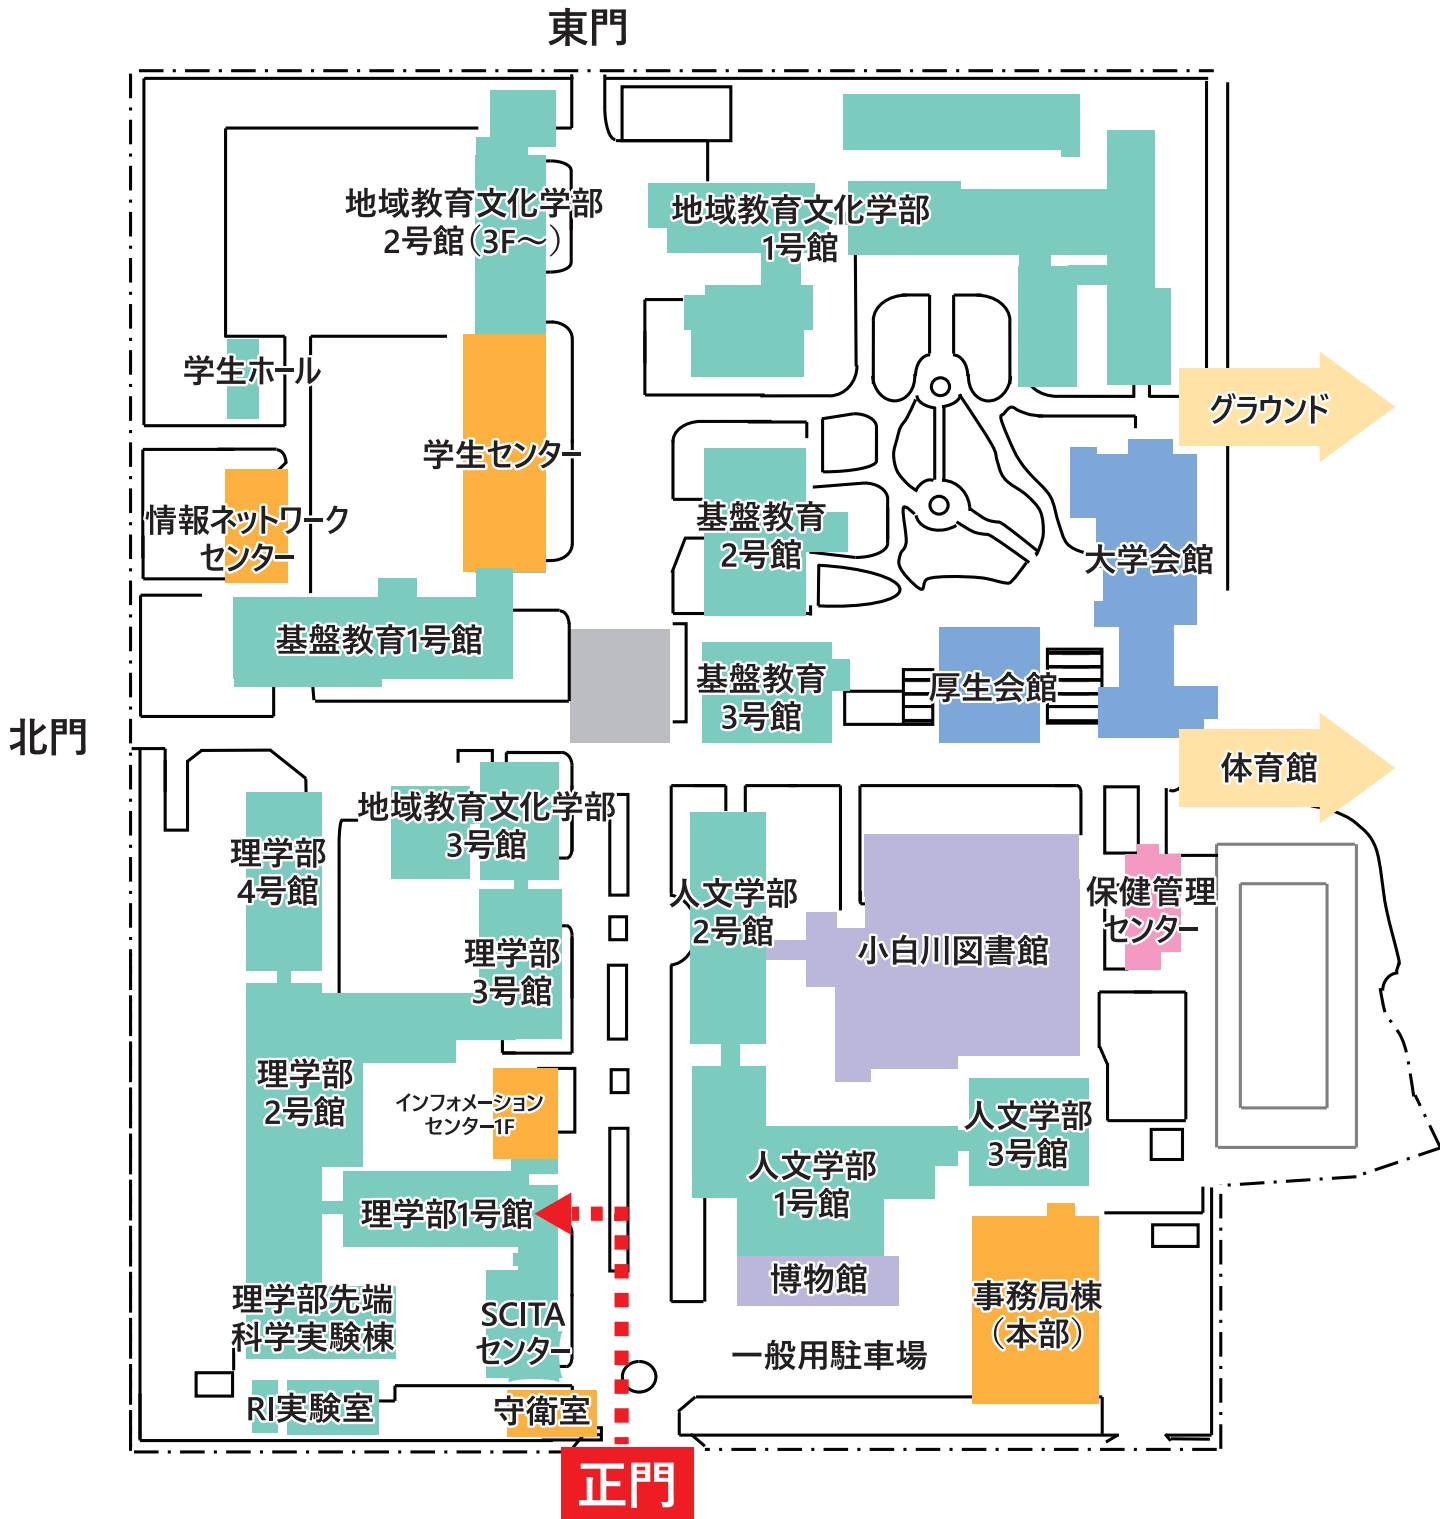 東門
地域教育文化学部
2号館（3F～）
地域教育文化学部
1号館
学生ホール
グラウンド
学生センター
情報ネットワーク
センター
基盤教育
2号館
大学会館
基盤教育1号館
基盤教育
3号館
厚生会館
北門
体育館
地域教育文化学部
3号館
理学部
4号館
人文学部
2号館
保健管理
センター
小白川図書館
理学部
3号館
理学部
2号館
インフォメーション
センター1F
人文学部
3号館
人文学部
1号館
理学部1号館
博物館
理学部先端
科学実験棟
SCITA
センター
事務局棟
（本部）
一般用駐車場
RI実験室
守衛室
正門